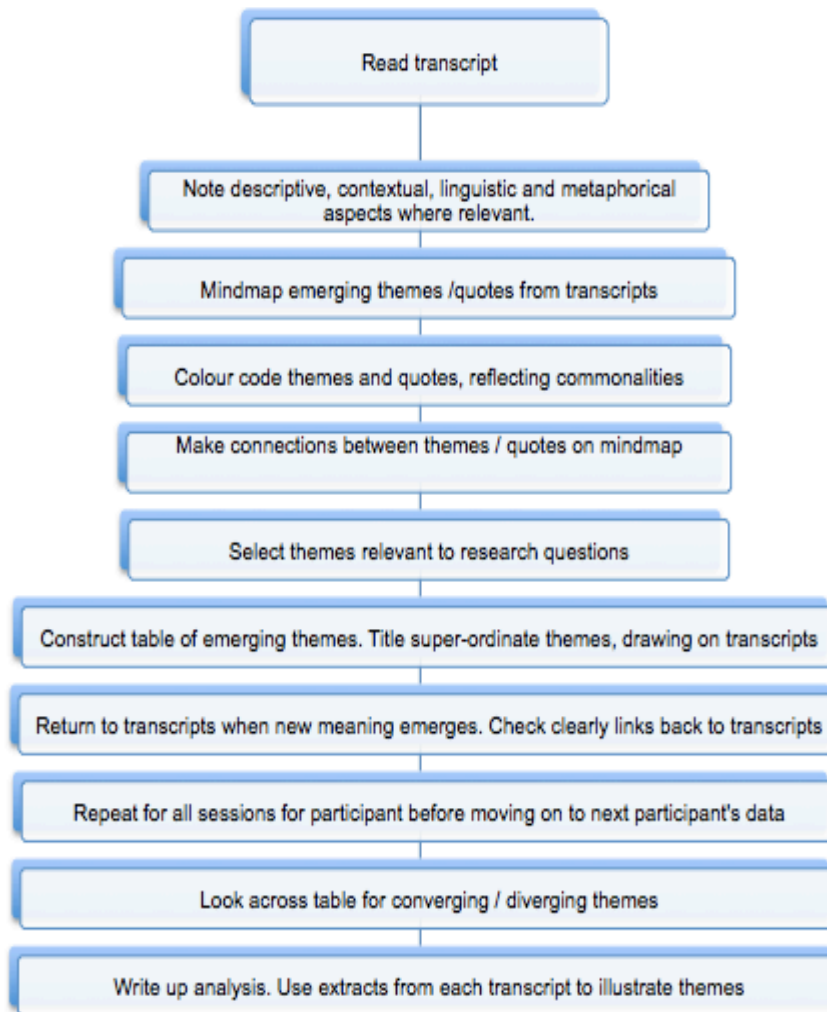 Read transcript
Note descriptive, contextual, linguistic and metaphorical
aspects where relevant.
Mindmap emerging themes /quotes from transcripts
Colour code themes and quotes, reflecting commonalities
Make connections between themes / quotes on mindmap
Select themes relevant to research questions
Construct table of emerging themes. Title super-ordinate themes, drawing on transcripts
Return to transcripts when new meaning emerges. Check clearly links back to transcripts
Repeat for all sessions for participant before moving on to next participant's data
Look across table for converging / diverging themes
Write up analysis. Use extracts from each transcript to illustrate themes